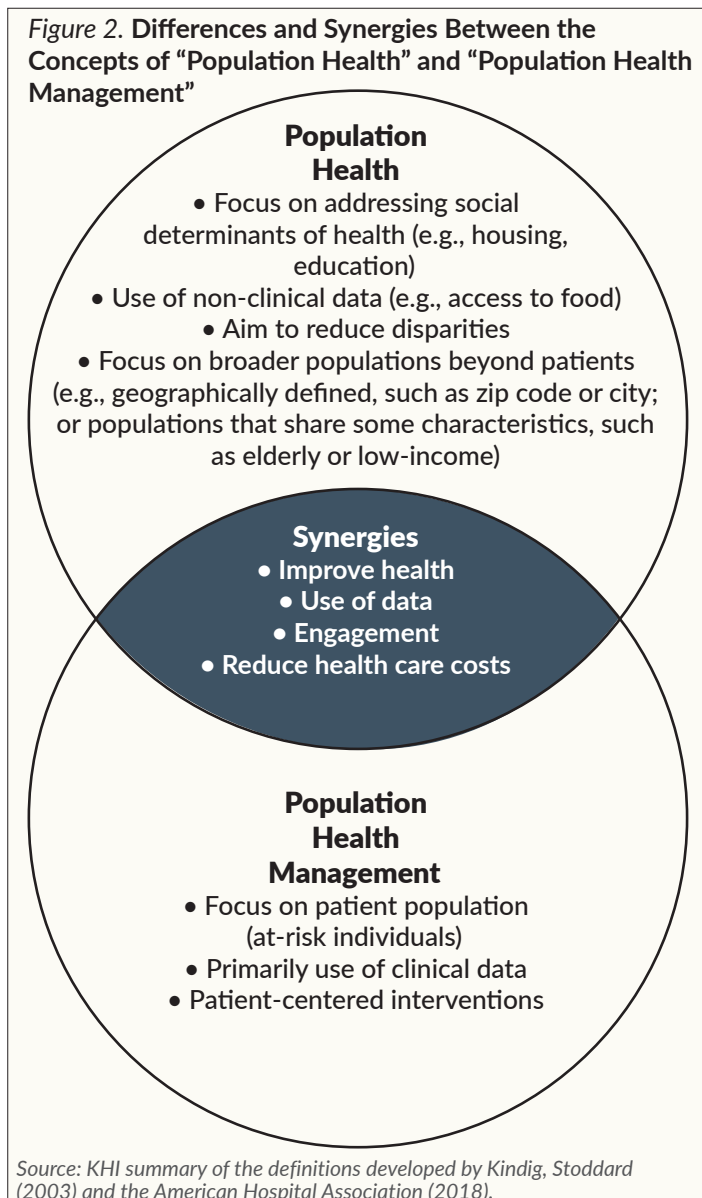 Figure 2. Differences and Synergies Between the
Concepts of “Population Health” and “Population Health
Management”
Population
Health
• Focus on addressing social
determinants of health (e.g., housing,
education)
• Use of non-clinical data (e.g., access to food)
• Aim to reduce disparities
• Focus on broader populations beyond patients
(e.g., geographically defined, such as zip code or city;
or populations that share some characteristics, such
as elderly or low-income)
Synergies
• Improve health
• Use of data
• Engagement
• Reduce health care costs
Population
Health
Management
• Focus on patient population
(at-risk individuals)
• Primarily use of clinical data
• Patient-centered interventions
Source: KHI summary of the definitions developed by Kindig, Stoddard
(2003) and the American Hospital Association (2018).